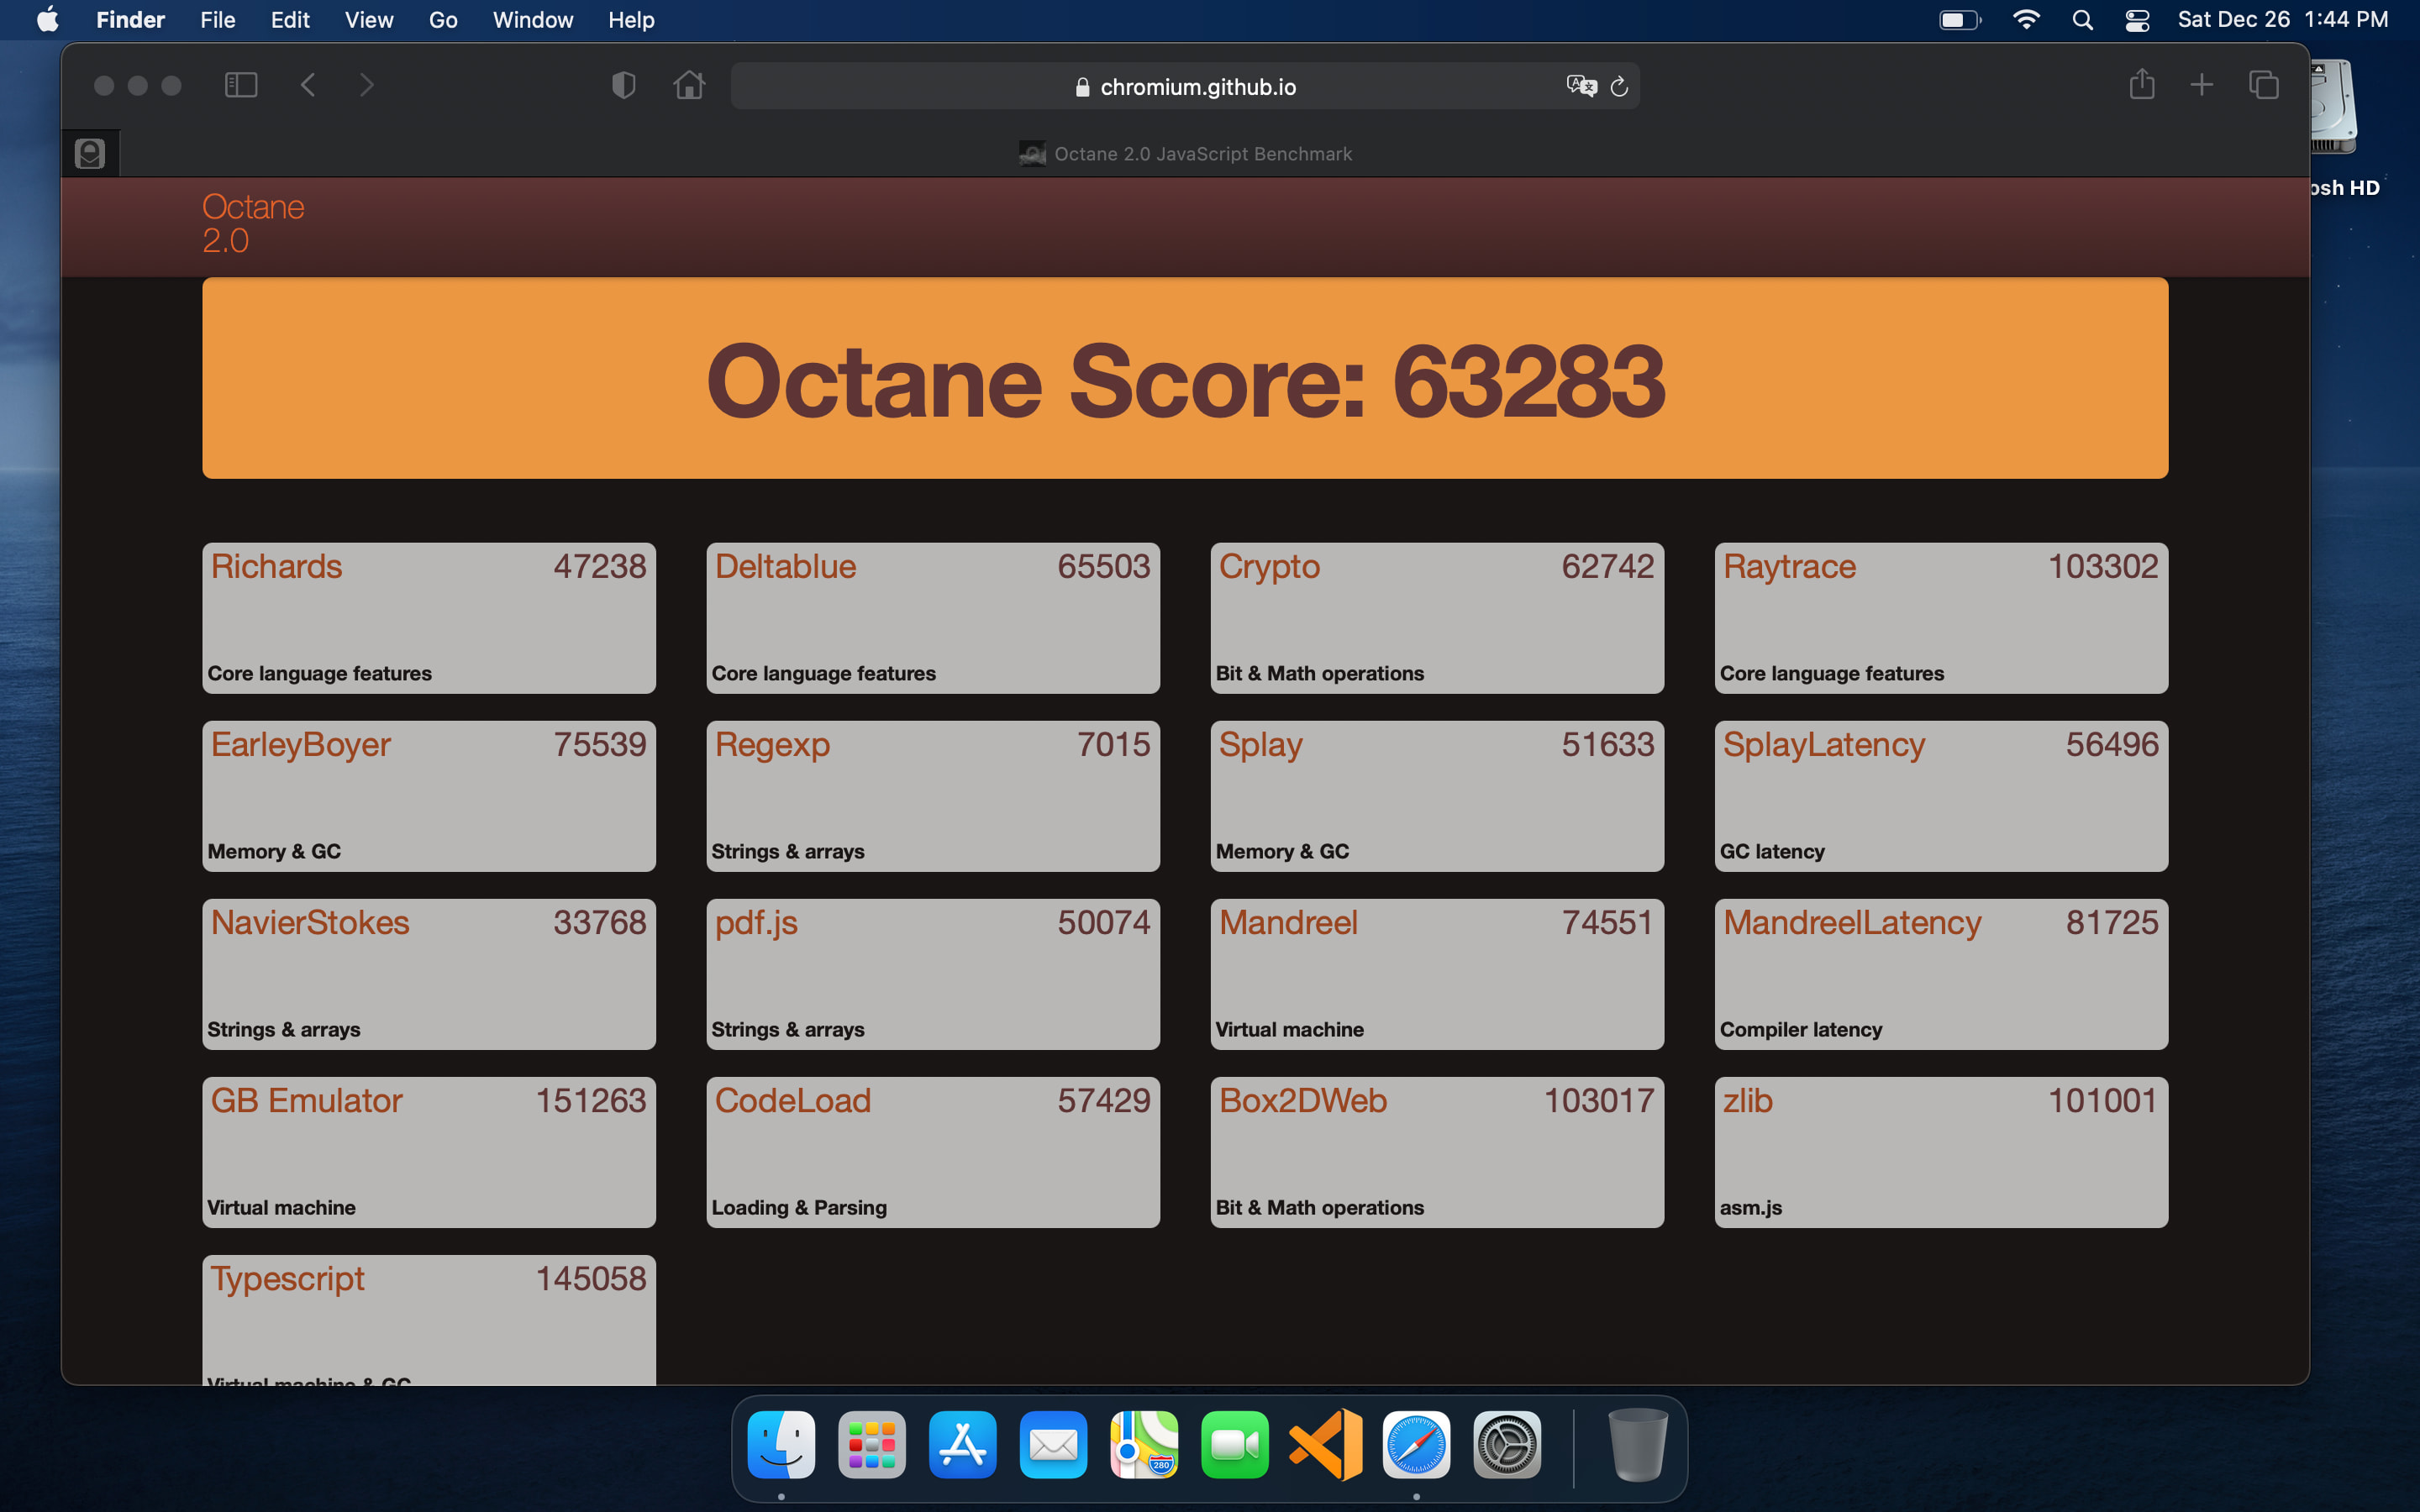 Finder File Edit View Go Window Help Sat Dec 26 1:44 PM
chromium.github.io
Octane 2.0 JavaScript Benchmark
osh HD
Octane
2.0
Octane Score: 63283
Richards 47238
Core language features
Deltablue 65503
Core language features
Crypto 62742
Bit & Math operations
Raytrace 103302
Core language features
EarleyBoyer 75539
Memory & GC
Regexp 7015
Strings & arrays
Splay 51633
Memory & GC
SplayLatency 56496
GC latency
NavierStokes 33768
Strings & arrays
pdf.js 50074
Strings & arrays
Mandreel 74551
Virtual machine
MandreelLatency 81725
Compiler latency
GB Emulator 151263
Virtual machine
CodeLoad 57429
Loading & Parsing
Box2DWeb 103017
Bit & Math operations
zlib 101001
asm.js
Typescript 145058
Virtual machine & GC
280